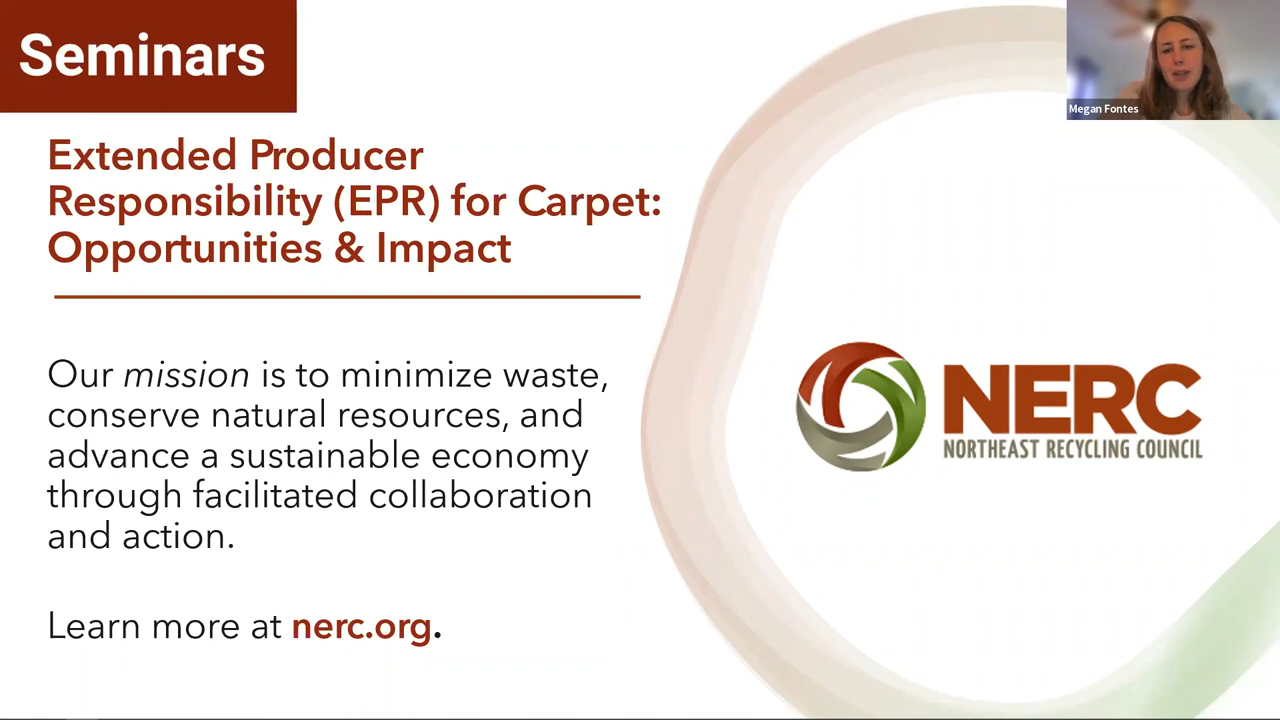 Seminars
Megan Fontes
Extended Producer
Responsibility (EPR) for Carpet:
Opportunities & Impact
Our mission is to minimize waste,
conserve natural resources, and
advance a sustainable economy
through facilitated collaboration
and action.
Learn more at nerc.org.
NERC
NORTHEAST RECYCLING COUNCIL